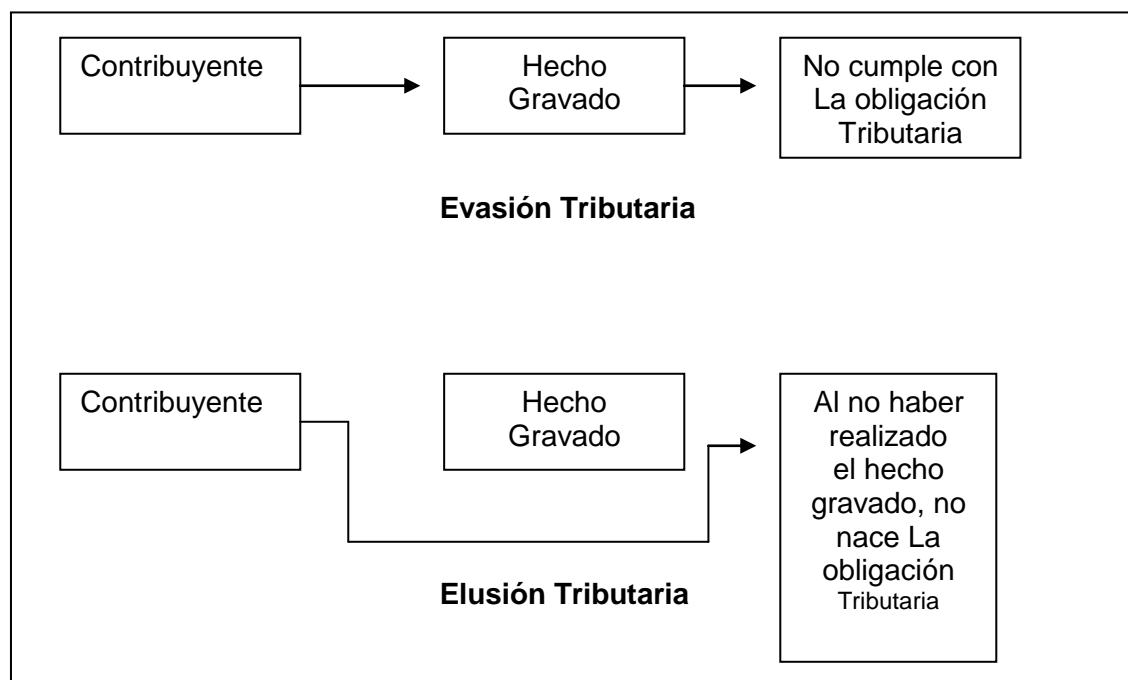 Contribuyente
Hecho
Gravado
No cumple con
La obligación
Tributaria
Evasión Tributaria
Contribuyente
Hecho
Gravado
Al no haber
realizado
el hecho
gravado, no
nace La
obligación
Tributaria
Elusión Tributaria